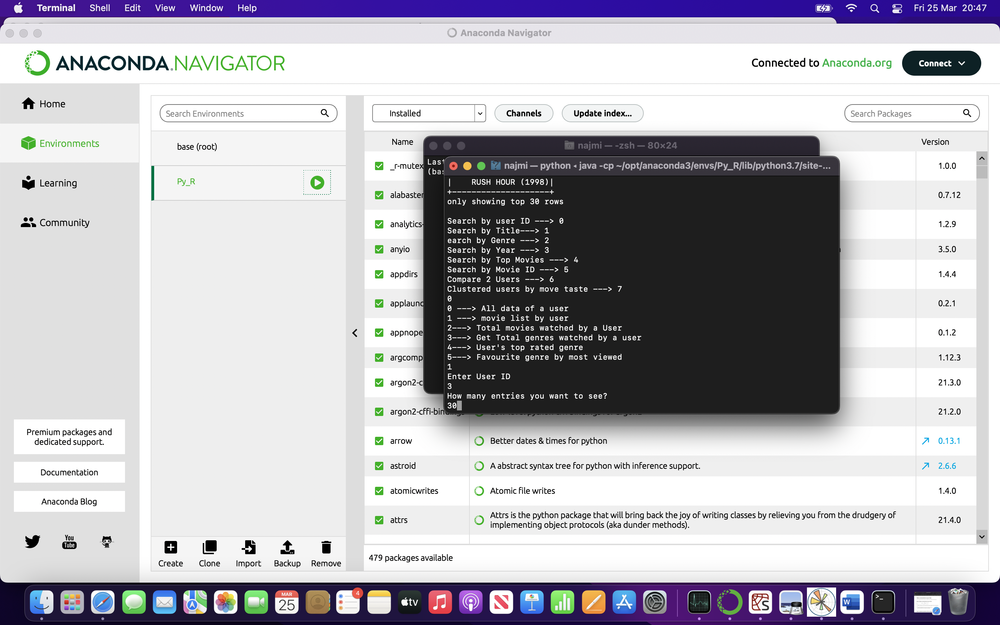 Terminal Shell Edit View Window Help Fri 25 Mar 20:47
Anaconda Navigator
ANACONDA.NAVIGATOR
Connected to Anaconda.org Connect
Home
Environments
Learning
Community
Premium packages and
dedicated support.
Documentation
Anaconda Blog
You
Tube
Search Environments
base (root)
Py_R
Create Clone Import Backup Remove
Installed Channels Update index... Search Packages
Name Version
_r-mutex 1.0.0
alabaster 0.7.12
analytics- 1.2.9
anyio 3.5.0
appdirs 1.4.4
applaunc 0.2.1
appnope 0.1.2
argcomp 1.12.3
argon2-c 21.3.0
argon2-cffi-bindings 21.2.0
arrow Better dates & times for python 0.13.1
astroid A abstract syntax tree for python with inference support. 2.6.6
atomicwrites Atomic file writes 1.4.0
attrs Attrs is the python package that will bring back the joy of writing classes by relieving you from the drudgery of
implementing object protocols (aka dunder methods). 21.4.0
479 packages available
najmi — -zsh — 80×24
Last
(bas
najmi — python ◂ java -cp ~/opt/anaconda3/envs/Py_R/lib/python3.7/site-...
|    RUSH HOUR (1998)|
+--------------------+
only showing top 30 rows
Search by user ID ---> 0
Search by Title---> 1
earch by Genre ---> 2
Search by Year ---> 3
Search by Top Movies ---> 4
Search by Movie ID ---> 5
Compare 2 Users ---> 6
Clustered users by move taste ---> 7
0
0 ---> All data of a user
1 ---> movie list by user
2---> Total movies watched by a User
3---> Get Total genres watched by a user
4---> User's top rated genre
5---> Favourite genre by most viewed
1
Enter User ID
3
How many entries you want to see?
30
MAR
25
4
tv
W
>_